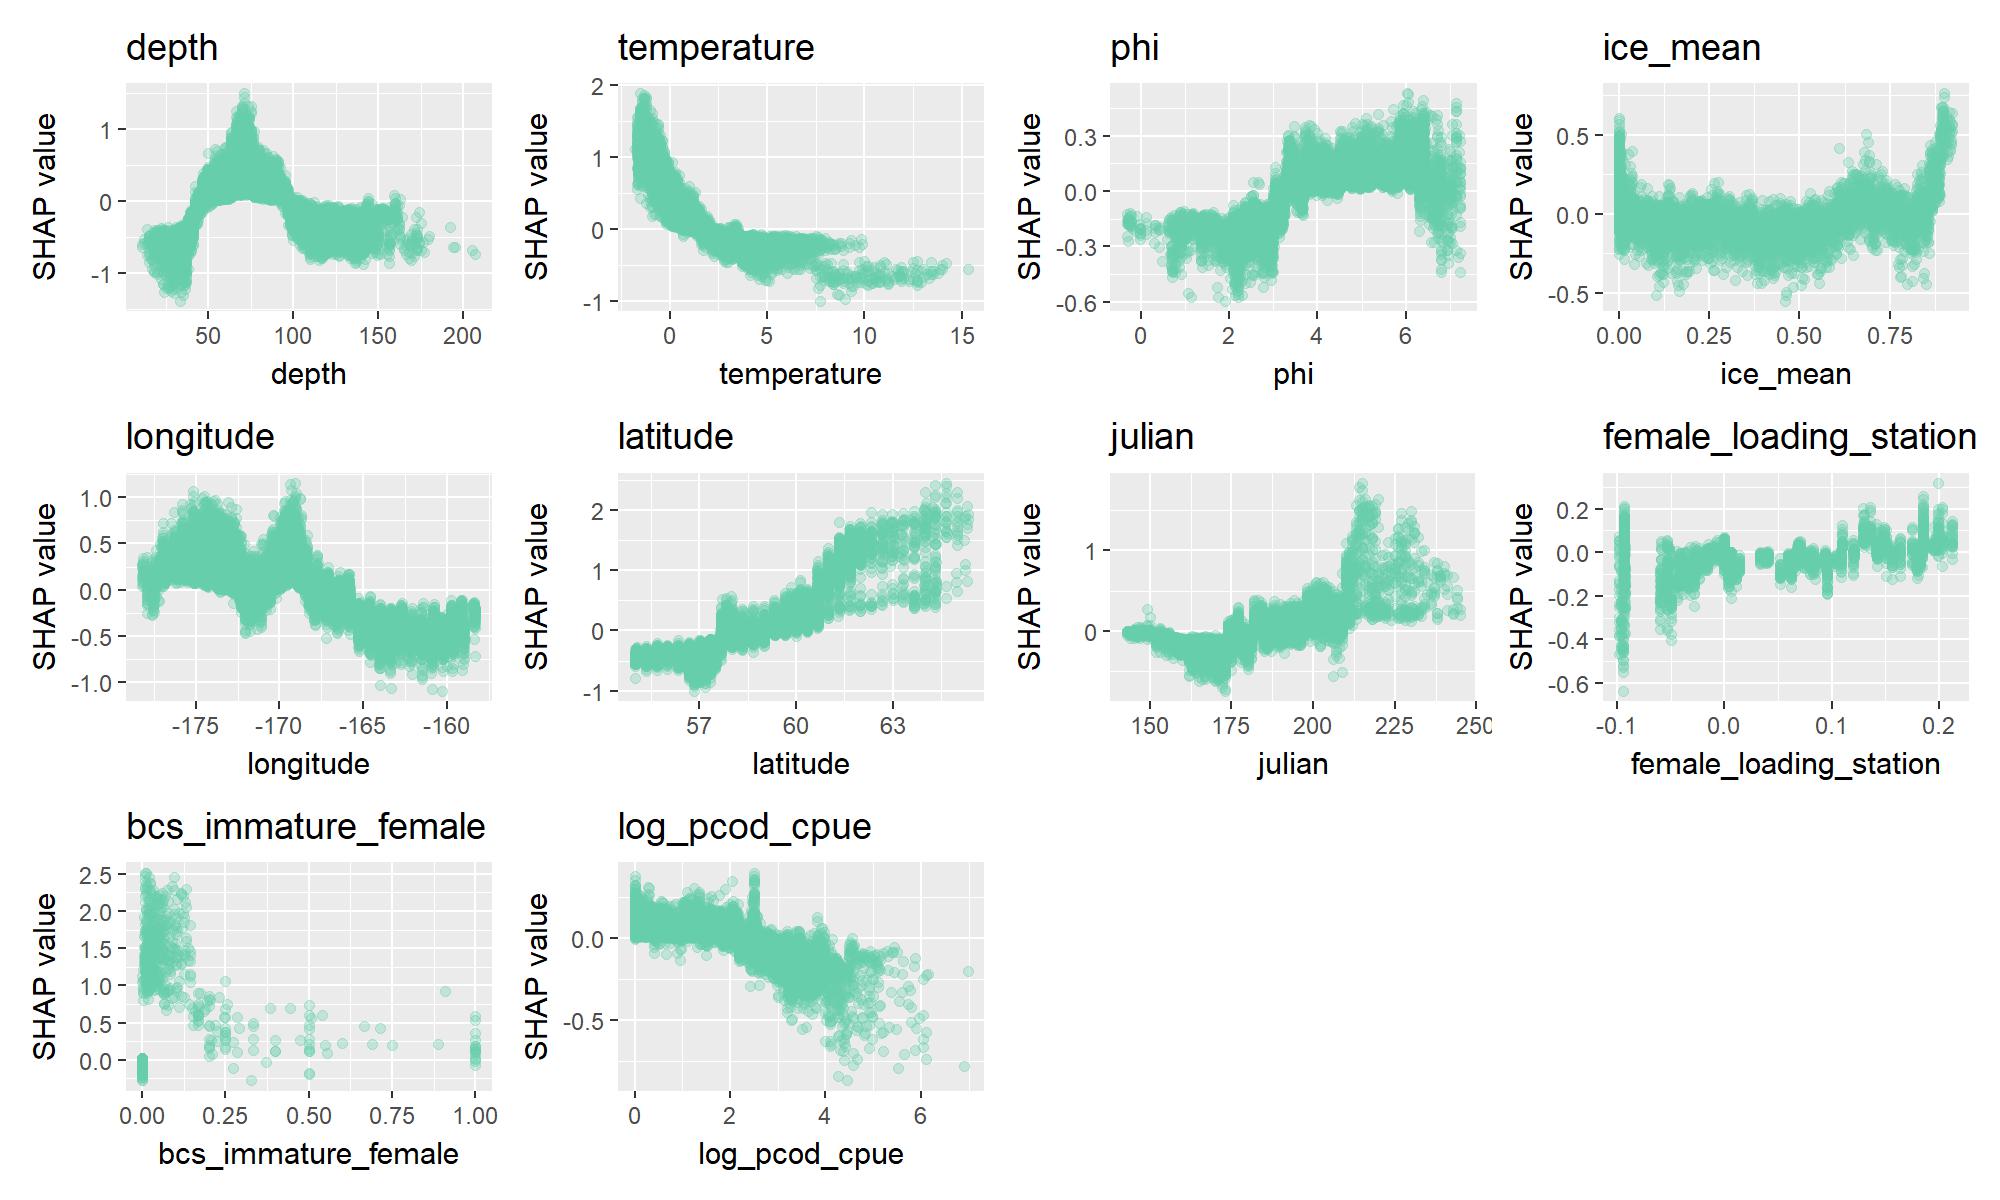 depth
temperature
phi
ice_mean
SHAP value
1
0
-1
50 100 150 200
depth
SHAP value
2
1
0
-1
0 5 10 15
temperature
SHAP value
0.3
0.0
-0.3
-0.6
0 2 4 6
phi
SHAP value
0.5
0.0
-0.5
0.00 0.25 0.50 0.75
ice_mean
longitude
latitude
julian
female_loading_station
SHAP value
1.0
0.5
0.0
-0.5
-1.0
-175 -170 -165 -160
longitude
SHAP value
2
1
0
-1
57 60 63
latitude
SHAP value
1
0
150 175 200 225 250
julian
SHAP value
0.2
0.0
-0.2
-0.4
-0.6
-0.1 0.0 0.1 0.2
female_loading_station
bcs_immature_female
log_pcod_cpue
SHAP value
2.5
2.0
1.5
1.0
0.5
0.0
0.00 0.25 0.50 0.75 1.00
bcs_immature_female
SHAP value
0.0
-0.5
0 2 4 6
log_pcod_cpue